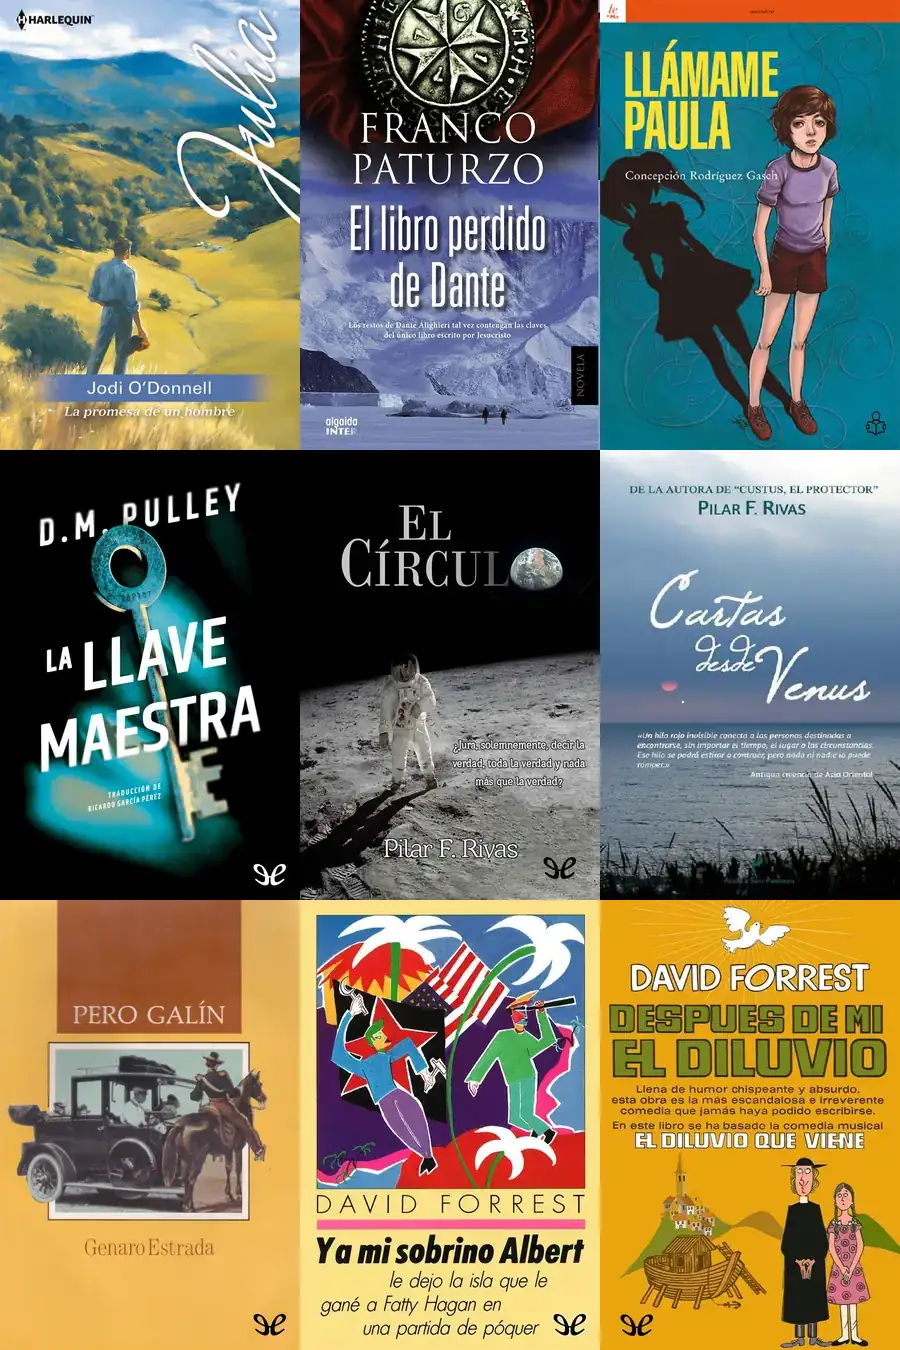 HARLEQUIN
Julia
Jodi O'Donnell
La promesa de un hombre
FRANCO
PATURZO
El libro perdido
de Dante
Los restos de Dante Alighieri tal vez contengan las claves
del único libro escrito por Jesucristo
NOVELA
algaida
INTER
LLÁMAME
PAULA
Concepción Rodríguez Gasch
D.M. PULLEY
LA LLAVE
MAESTRA
TRADUCCIÓN DE
RICARDO GARCÍA PÉREZ
EL
CÍRCULO
¿Jura, solemnemente, decir la
verdad, toda la verdad y nada
más que la verdad?
Pilar F. Rivas
DE LA AUTORA DE "CUSTUS, EL PROTECTOR"
PILAR F. RIVAS
Cartas
desde
Venus
«Un hilo rojo invisible conecta a las personas destinadas a
encontrarse, sin importar el tiempo, el lugar o las circunstancias.
Ese hilo se podrá estirar o contraer, pero nada ni nadie lo puede
romper.»
Antigua creencia de Asia Oriental
PERO GALÍN
Genaro Estrada
DAVID FORREST
Y a mi sobrino Albert
le dejo la isla que le
gané a Fatty Hagan en
una partida de póquer
DAVID FORREST
DESPUES DE MI
EL DILUVIO
Llena de humor chispeante y absurdo,
esta obra es la más escandalosa e irreverente
comedia que jamás haya podido escribirse.
En este libro se ha basado la comedia musical
EL DILUVIO QUE VIENE